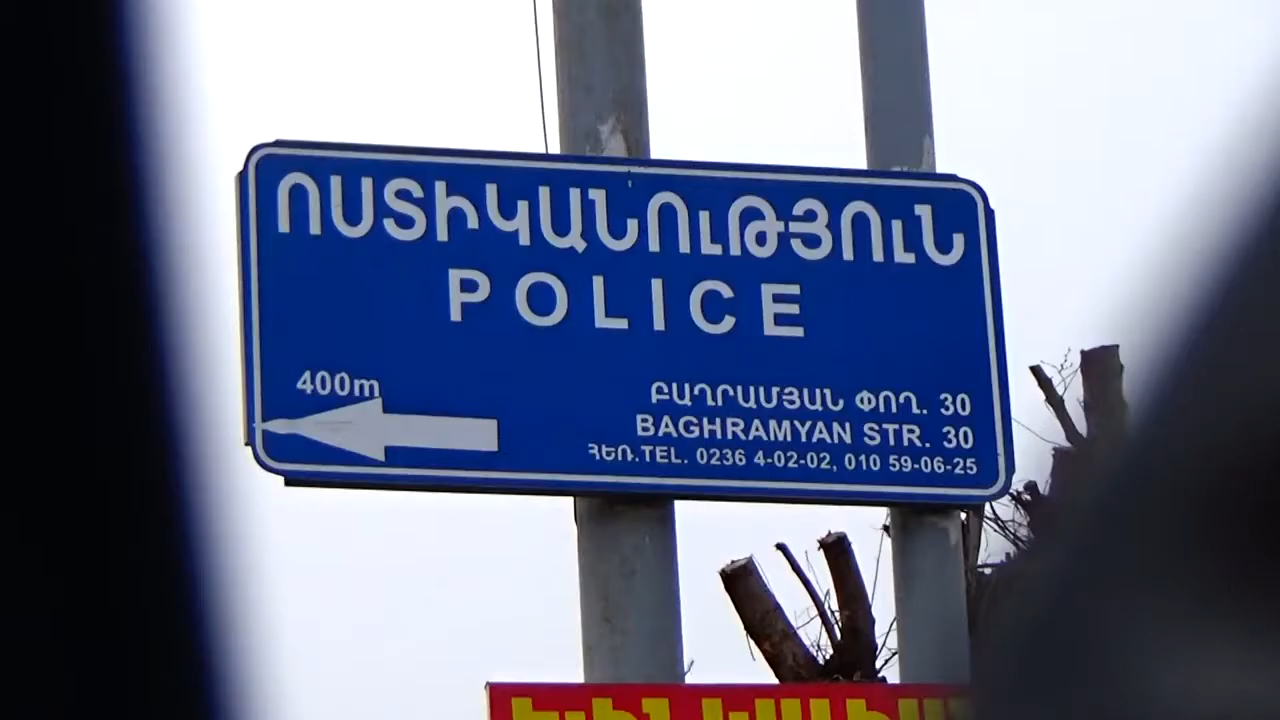 ՈՍՏԻԿԱՆՈՒԹՅՈՒՆ
POLICE
400m
ԲԱՂՐԱՄՅԱՆ ՓՈՂ. 30
BAGHRAMYAN STR. 30
ՀԵՌ.TEL. 0236 4-02-02, 010 59-06-25